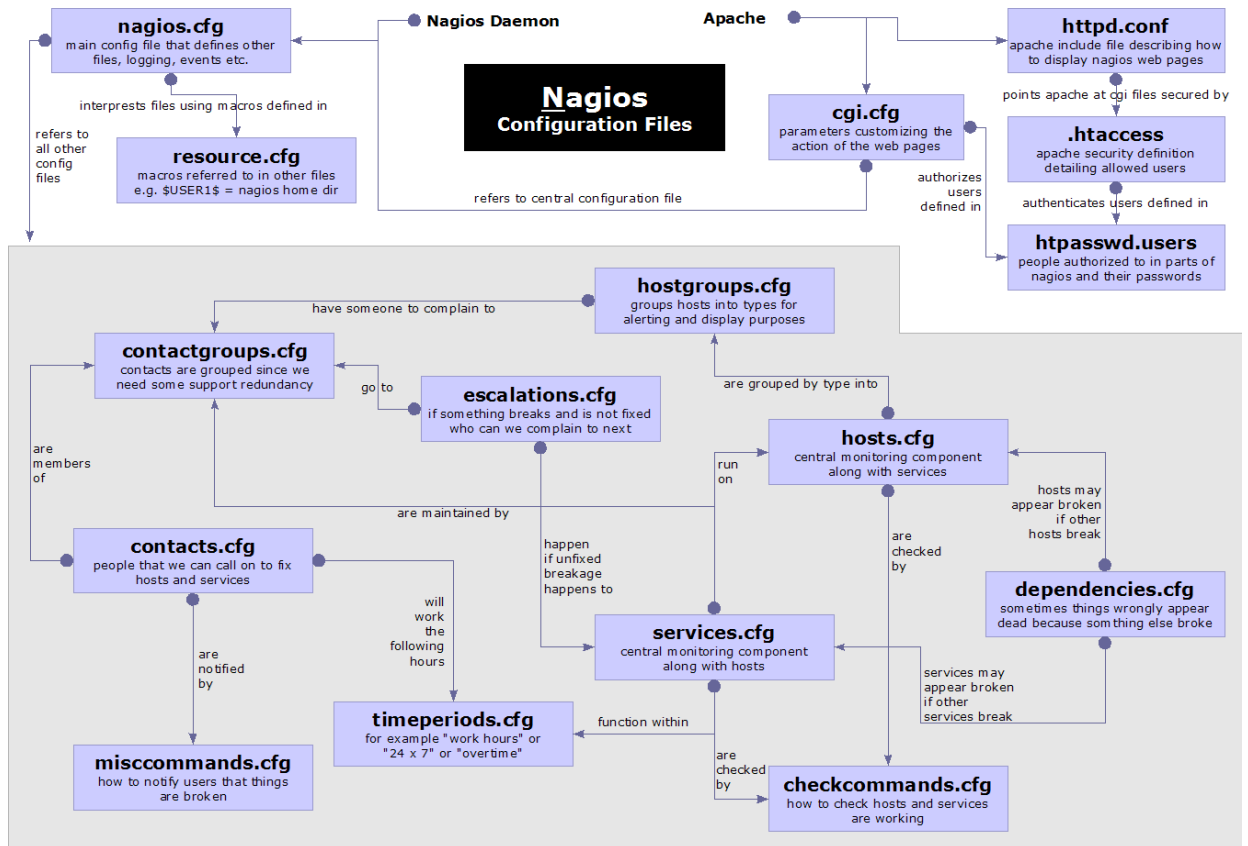 nagios.cfg
main config file that defines other
files, logging, events etc.
Nagios Daemon
Apache
httpd.conf
apache include file describing how
to display nagios web pages
Nagios
Configuration Files
interprests files using macros defined in
points apache at cgi files secured by
cgi.cfg
parameters customizing the
action of the web pages
refers to
all other
config
files
resource.cfg
macros referred to in other files
e.g. $USER1$ = nagios home dir
.htaccess
apache security definition
detailing allowed users
refers to central configuration file
authorizes
users
defined in
authenticates users defined in
htpasswd.users
people authorized to in parts of
nagios and their passwords
hostgroups.cfg
groups hosts into types for
alerting and display purposes
have someone to complain to
contactgroups.cfg
contacts are grouped since we
need some support redundancy
go to
escalations.cfg
if something breaks and is not fixed
who can we complain to next
are grouped by type into
hosts.cfg
central monitoring component
along with services
are
members
of
run
on
are maintained by
hosts may
appear broken
if other
hosts break
contacts.cfg
people that we can call on to fix
hosts and services
happen
if unfixed
breakage
happens to
are
checked
by
dependencies.cfg
sometimes things wrongly appear
dead because somthing else broke
will
work
the
following
hours
services.cfg
central monitoring component
along with hosts
are
notified
by
services may
appear broken
if other
services break
timeperiods.cfg
for example "work hours" or
"24 x 7" or "overtime"
function within
are
checked
by
misccommands.cfg
how to notify users that things
are broken
checkcommands.cfg
how to check hosts and services
are working